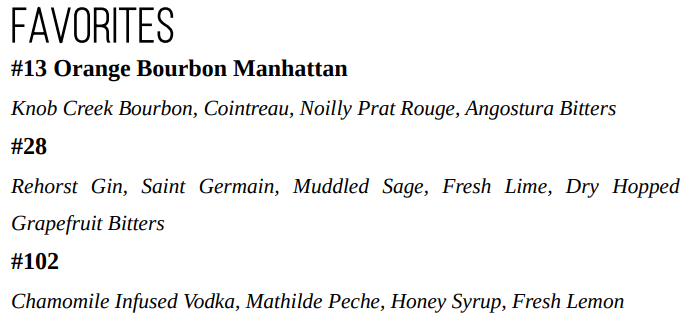 FAVORITES
#13 Orange Bourbon Manhattan
Knob Creek Bourbon, Cointreau, Noilly Prat Rouge, Angostura Bitters
#28
Rehorst Gin, Saint Germain, Muddled Sage, Fresh Lime, Dry Hopped
Grapefruit Bitters
#102
Chamomile Infused Vodka, Mathilde Peche, Honey Syrup, Fresh Lemon